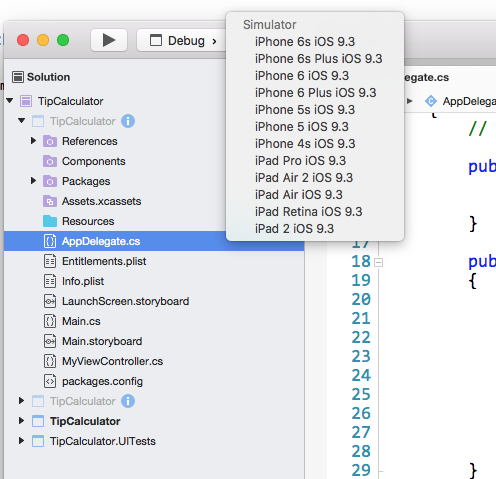 Debug
Simulator
iPhone 6s iOS 9.3
iPhone 6s Plus iOS 9.3
iPhone 6 iOS 9.3
iPhone 6 Plus iOS 9.3
iPhone 5s iOS 9.3
iPhone 5 iOS 9.3
iPhone 4s iOS 9.3
iPad Pro iOS 9.3
iPad Air 2 iOS 9.3
iPad Air iOS 9.3
iPad Retina iOS 9.3
iPad 2 iOS 9.3
Solution
TipCalculator
TipCalculator
References
Components
Packages
Assets.xcassets
Resources
AppDelegate.cs
Entitlements.plist
Info.plist
LaunchScreen.storyboard
Main.cs
Main.storyboard
MyViewController.cs
packages.config
TipCalculator
TipCalculator
TipCalculator.UITests
egate.cs
AppDelega
{
//
pub
}
17
18 pub
19 {
20
21
22
23
24
25
26
27
28
29 }